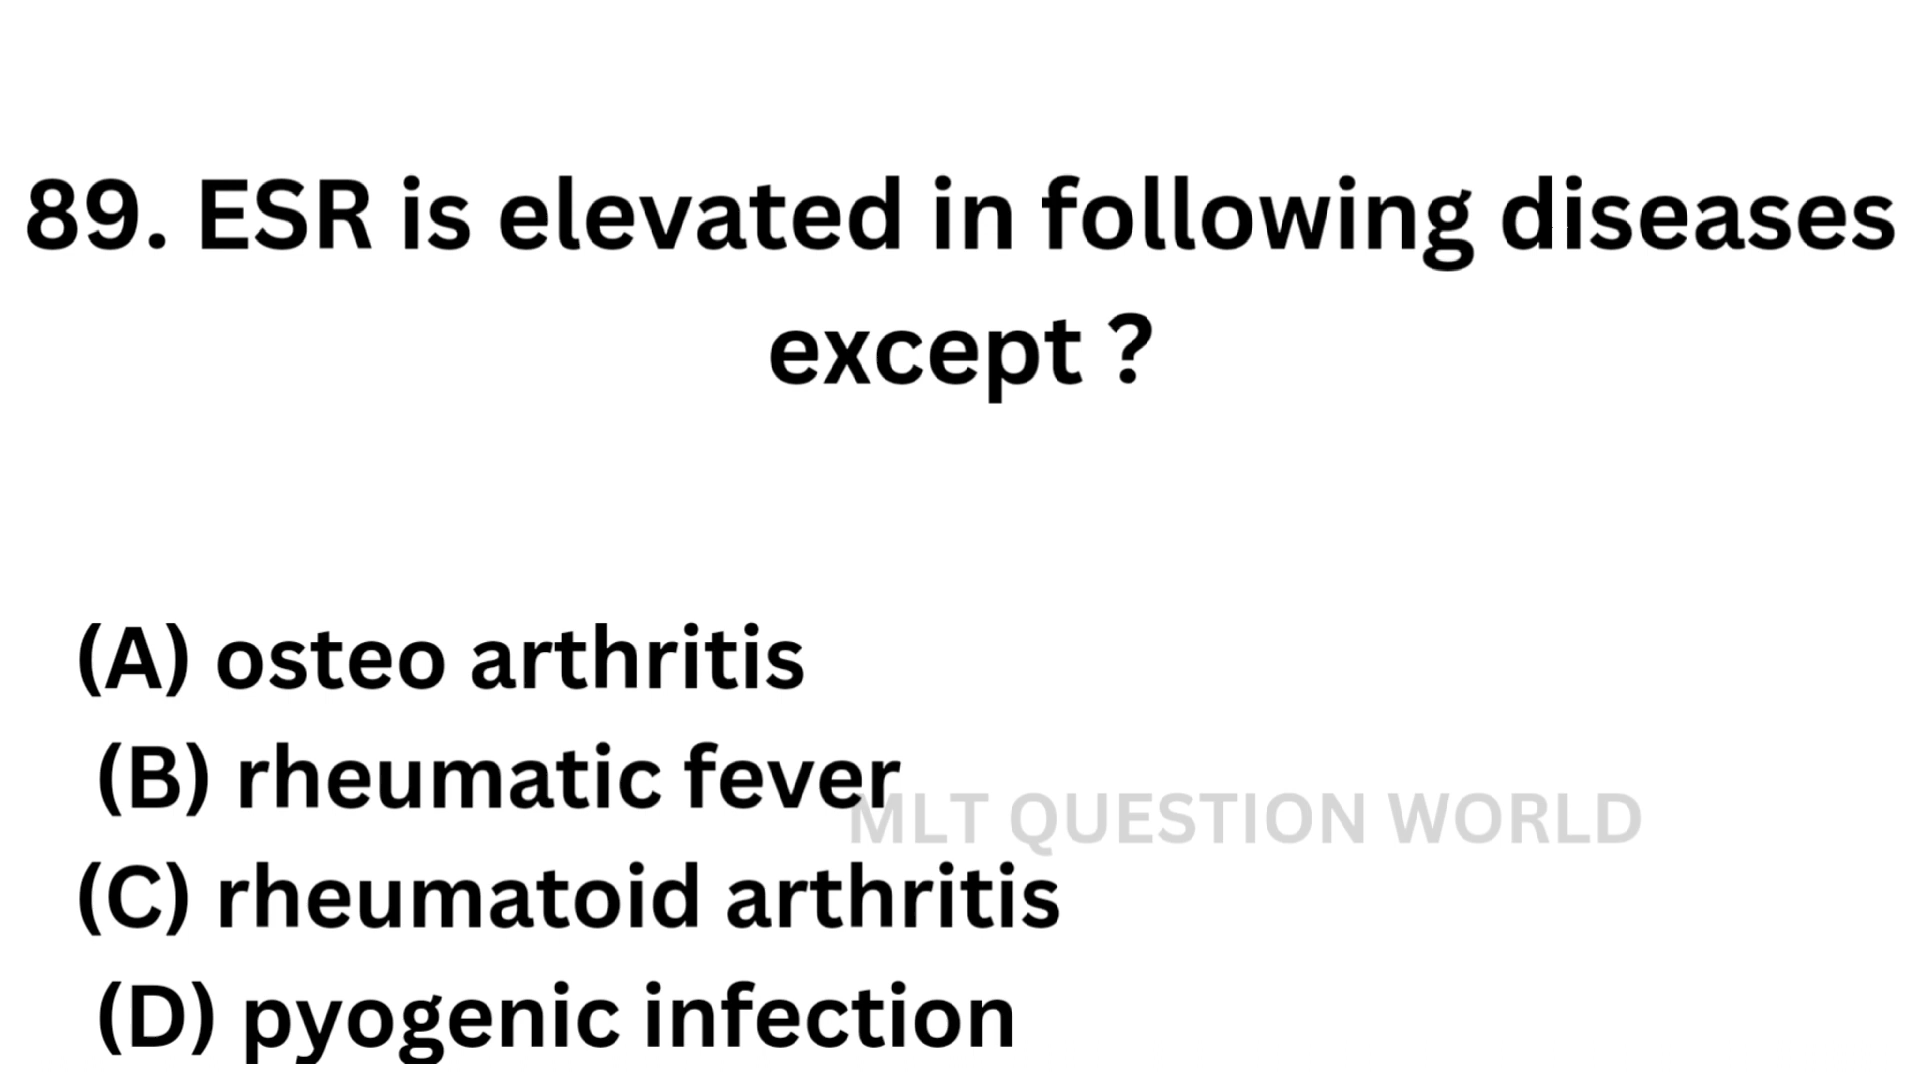 89. ESR is elevated in following diseases
except ?
(A) osteo arthritis
(B) rheumatic fever
MLT QUESTION WORLD
(C) rheumatoid arthritis
(D) pyogenic infection